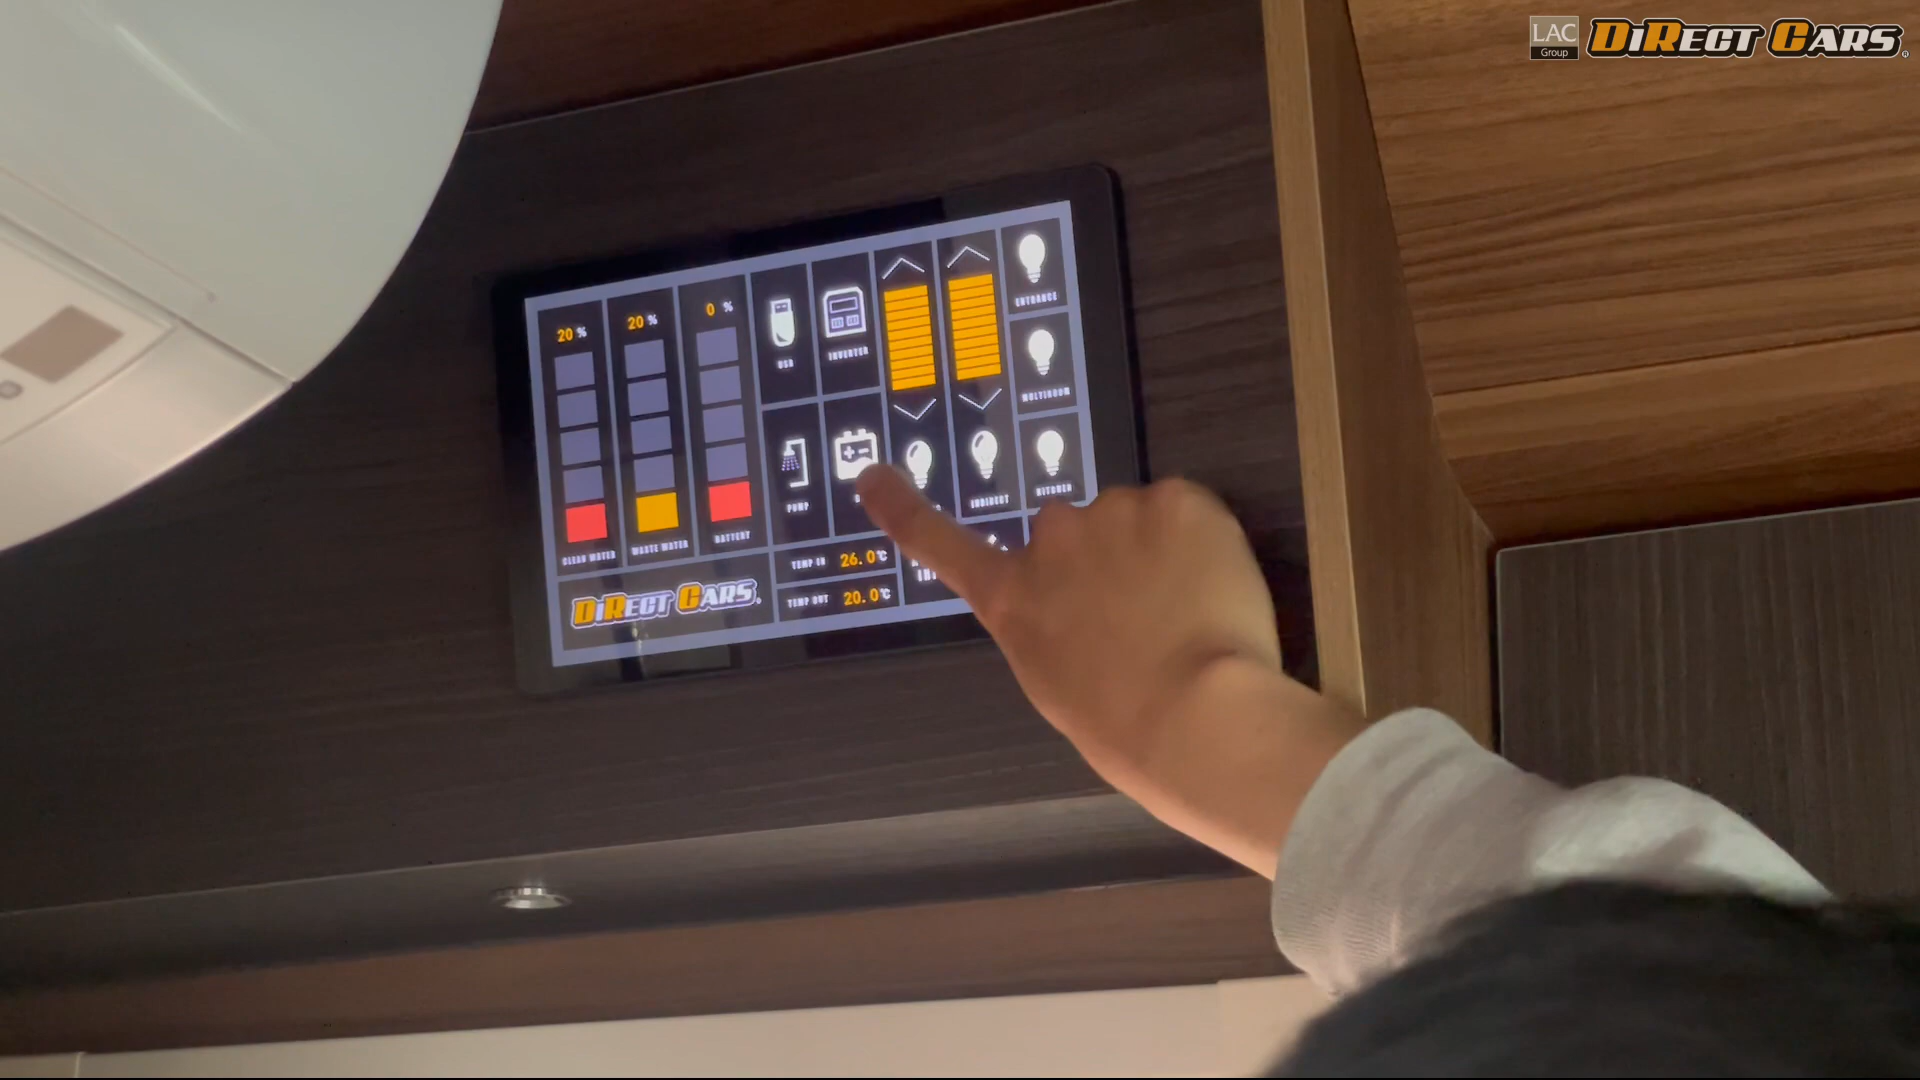 LAC
Group
DIRECT CARS
20 %
20 %
0 %
USB
INVERTER
ENTRANCE
MULTIROOM
PUMP
INDIRECT
KITCHEN
CLEAN WATER
WASTE WATER
BATTERY
TEMP IN 26.0℃
TEMP OUT 20.0℃
DIRECT CARS